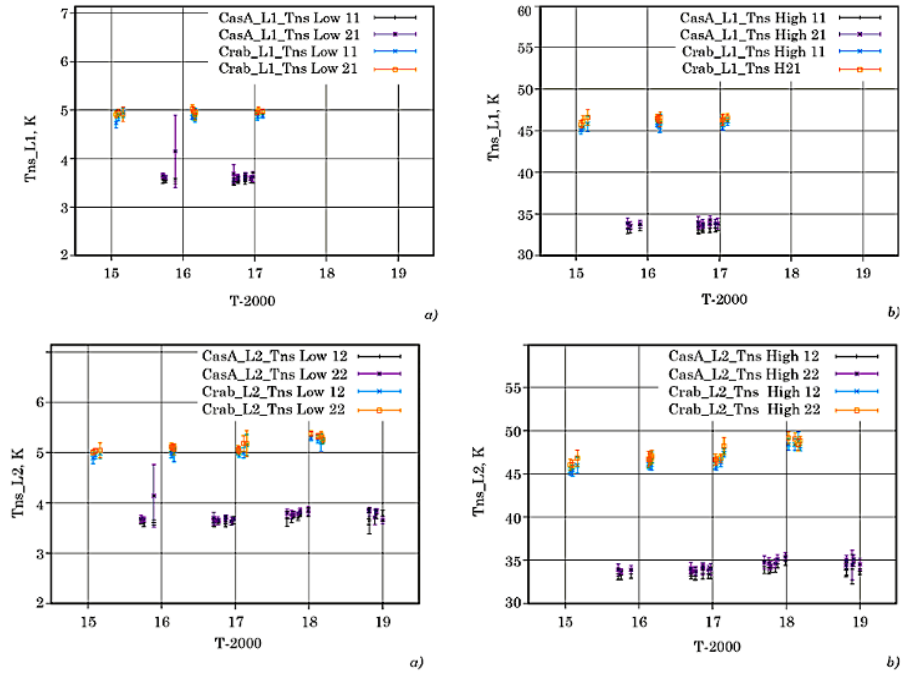 CasA_L1_Tns Low 11
CasA_L1_Tns Low 21
Crab_L1_Tns Low 11
Crab_L1_Tns Low 21
7
6
5
4
3
2
Tns_L1, K
15 16 17 18 19
T-2000
a)
CasA_L1_Tns High 11
CasA_L1_Tns High 21
Crab_L1_Tns High 11
Crab_L1_Tns H21
60
55
50
45
40
35
30
Tns_L1, K
15 16 17 18 19
T-2000
b)
CasA_L2_Tns Low 12
CasA_L2_Tns Low 22
Crab_L2_Tns Low 12
Crab_L2_Tns Low 22
6
5
4
3
2
Tns_L2, K
15 16 17 18 19
T-2000
a)
CasA_L2_Tns High 12
CasA_L2_Tns High 22
Crab_L2_Tns High 12
Crab_L2_Tns High 22
55
50
45
40
35
30
Tns_L2, K
15 16 17 18 19
T-2000
b)